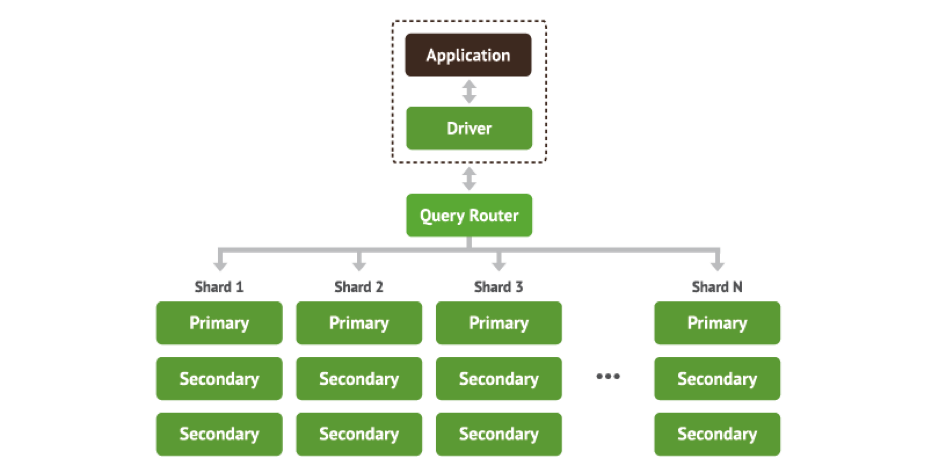 Application
Driver
Query Router
Shard 1 Shard 2 Shard 3 Shard N
Primary Primary Primary Primary
Secondary Secondary Secondary ••• Secondary
Secondary Secondary Secondary Secondary